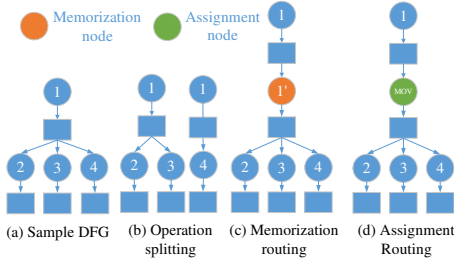 Memorization
node
Assignment
node
1
1
1
1
1
1'
MOV
2 3 4
2 3 4
2 3 4
2 3 4
(a) Sample DFG
(b) Operation
splitting
(c) Memorization
routing
(d) Assignment
Routing